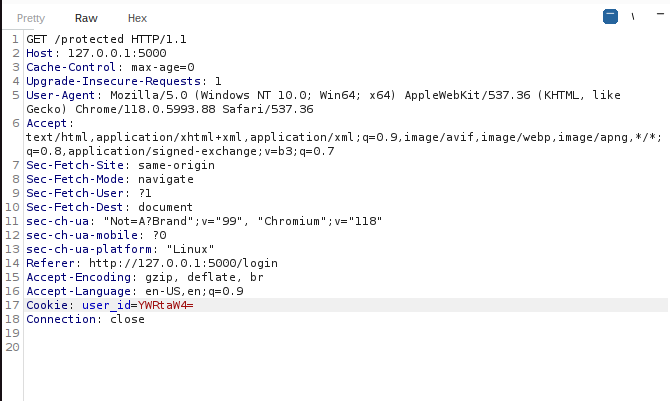 Pretty Raw Hex \
1 GET /protected HTTP/1.1
2 Host: 127.0.0.1:5000
3 Cache-Control: max-age=0
4 Upgrade-Insecure-Requests: 1
5 User-Agent: Mozilla/5.0 (Windows NT 10.0; Win64; x64) AppleWebKit/537.36 (KHTML, like
Gecko) Chrome/118.0.5993.88 Safari/537.36
6 Accept:
text/html,application/xhtml+xml,application/xml;q=0.9,image/avif,image/webp,image/apng,*/*;
q=0.8,application/signed-exchange;v=b3;q=0.7
7 Sec-Fetch-Site: same-origin
8 Sec-Fetch-Mode: navigate
9 Sec-Fetch-User: ?1
10 Sec-Fetch-Dest: document
11 sec-ch-ua: "Not=A?Brand";v="99", "Chromium";v="118"
12 sec-ch-ua-mobile: ?0
13 sec-ch-ua-platform: "Linux"
14 Referer: http://127.0.0.1:5000/login
15 Accept-Encoding: gzip, deflate, br
16 Accept-Language: en-US,en;q=0.9
17 Cookie: user_id=YWRtaW4=
18 Connection: close
19
20